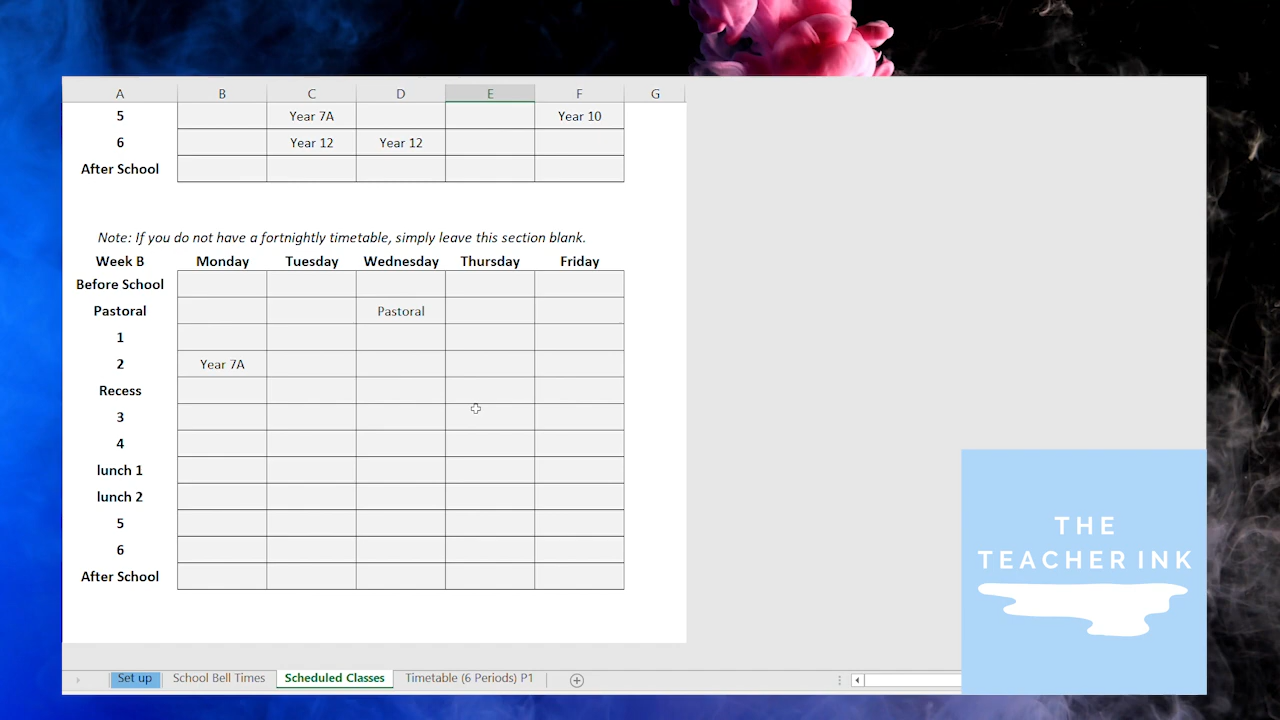 A B C D E F G
5 Year 7A Year 10
6 Year 12 Year 12
After School
Note: If you do not have a fortnightly timetable, simply leave this section blank.
Week B Monday Tuesday Wednesday Thursday Friday
Before School
Pastoral Pastoral
1
2 Year 7A
Recess
3
4
lunch 1
lunch 2
5
6
After School
THE
TEACHER INK
Set up School Bell Times Scheduled Classes Timetable (6 Periods) P1